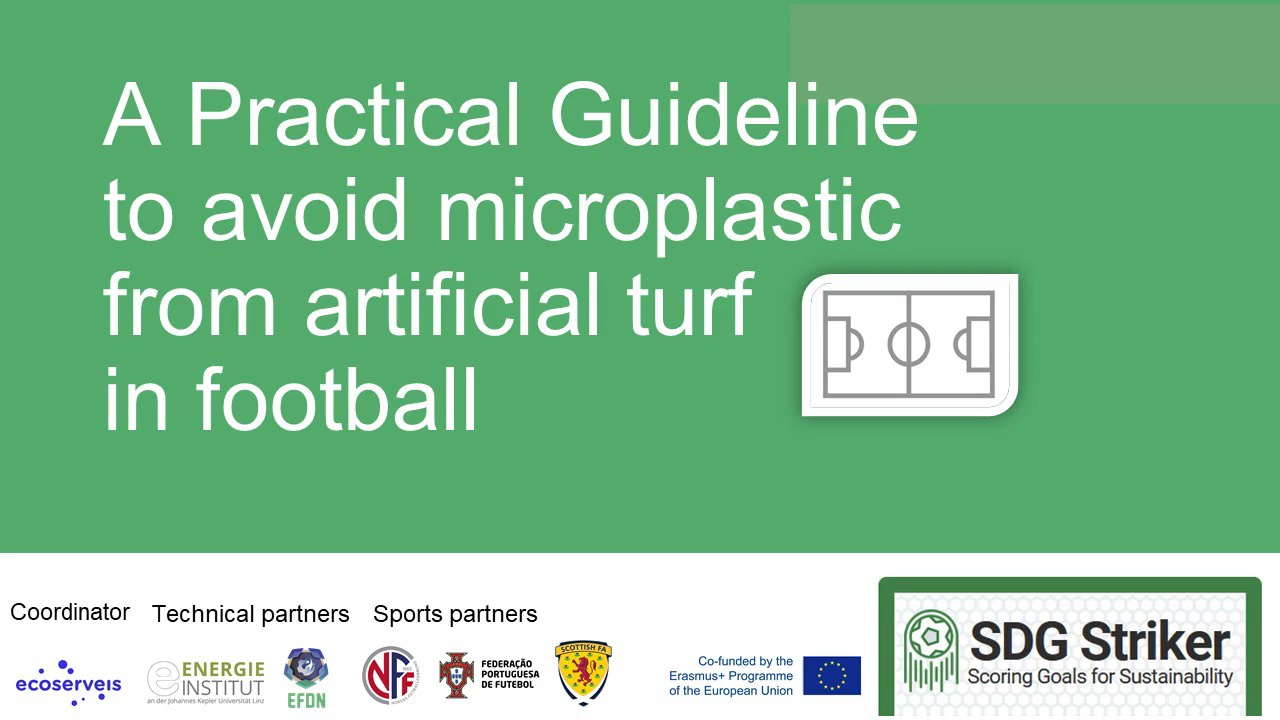 A Practical Guideline
to avoid microplastic
from artificial turf
in football
Coordinator
Technical partners
Sports partners
ecoserveis
e ENERGIE
INSTITUT
an der Johannes Kepler Universität Linz
EFDN
NFF
FEDERAÇÃO
PORTUGUESA
DE FUTEBOL
SCOTTISH FA
Co-funded by the
Erasmus+ Programme
of the European Union
SDG Striker
Scoring Goals for Sustainability